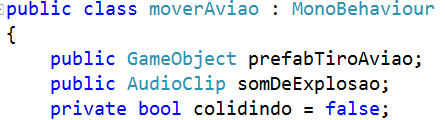 public class moverAviao : MonoBehaviour
{
    public GameObject prefabTiroAviao;
    public AudioClip somDeExplosao;
    private bool colidindo = false;